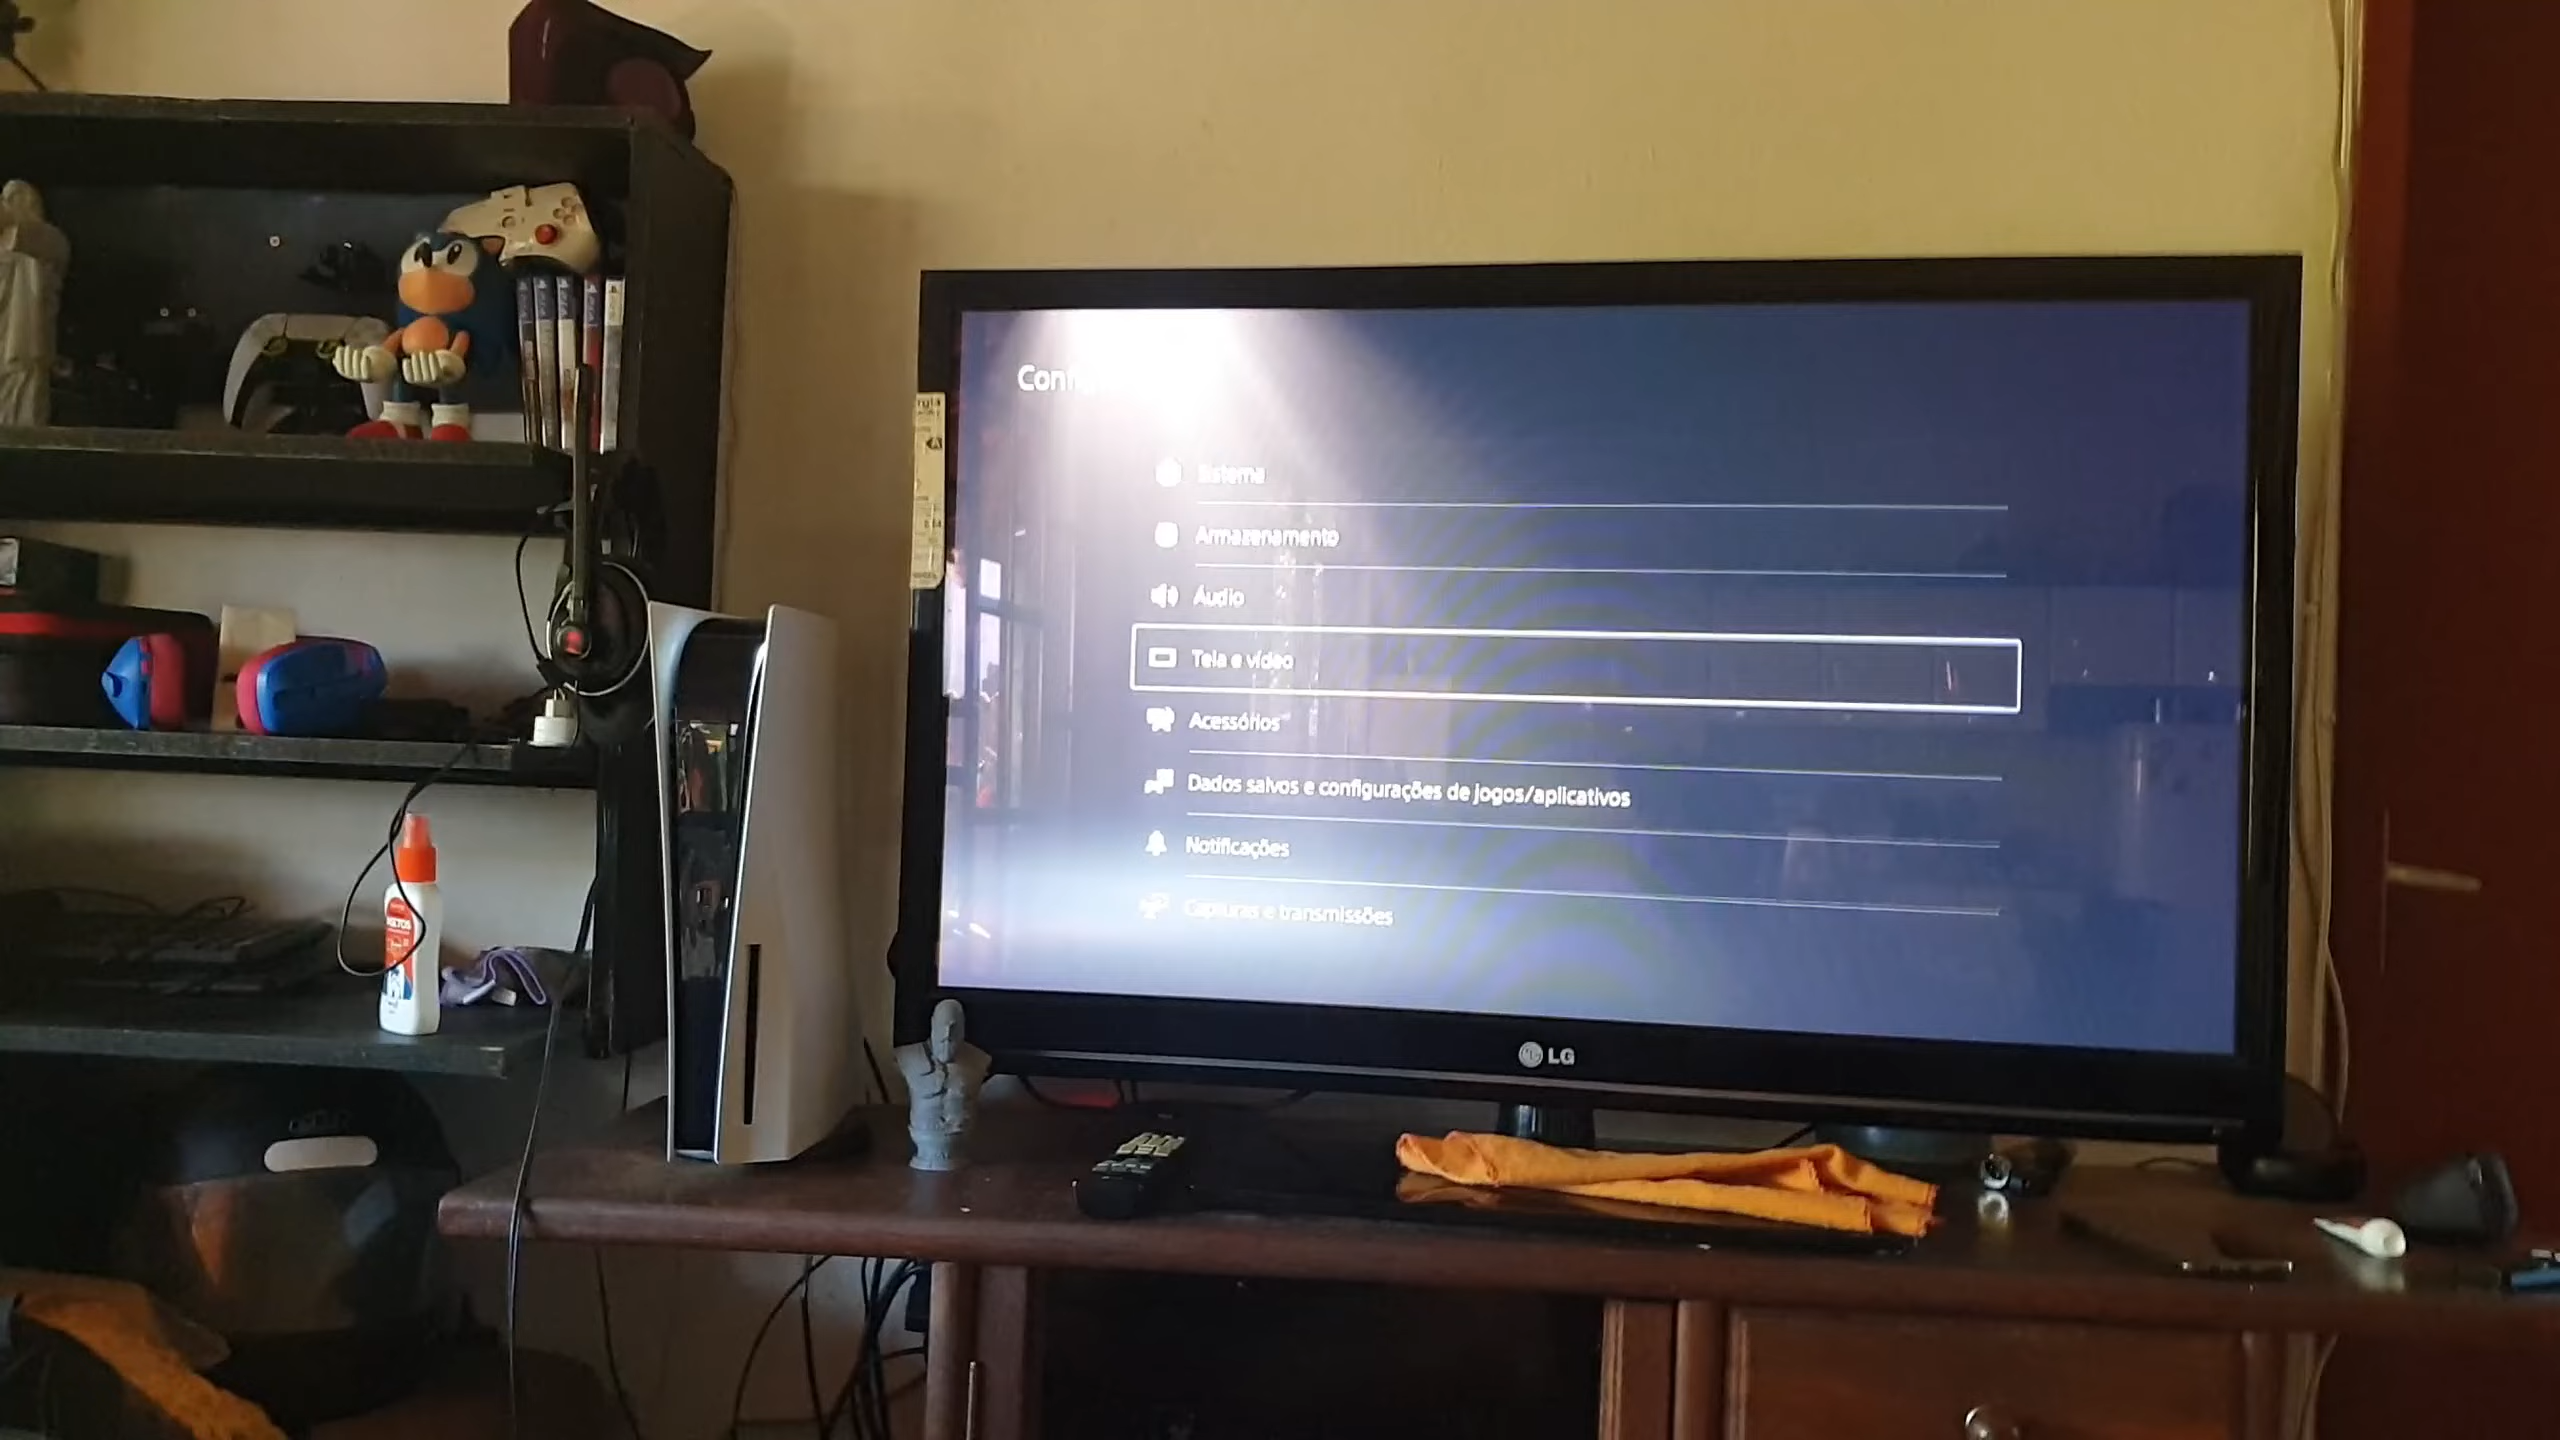 Sistema
Armazenamento
Áudio
Tela e vídeo
Acessórios
Dados salvos e configurações de jogos/aplicativos
Notificações
Capturas e transmissões
LG